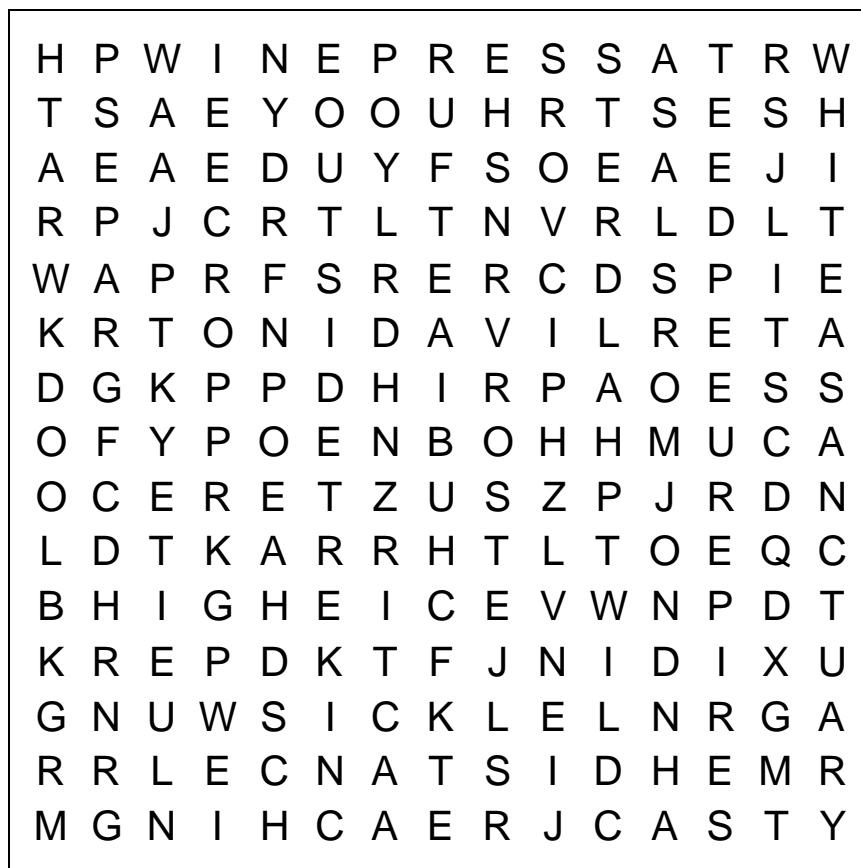 H P W I N E P R E S S A T R W
T S A E Y O O U H R T S E S H
A E A E D U Y F S O E A E J I
R P J C R T L T N V R L D L T
W A P R F S R E R C D S P I E
K R T O N I D A V I L R E T A
D G K P P D H I R P A O E S S
O F Y P O E N B O H H M U C A
O C E R E T Z U S Z P J R D N
L D T K A R R H T L T O E Q C
B H I G H E I C E V W N P D T
K R E P D K T F J N I D I X U
G N U W S I C K L E L N R G A
R R L E C N A T S I D H E M R
M G N I H C A E R J C A S T Y